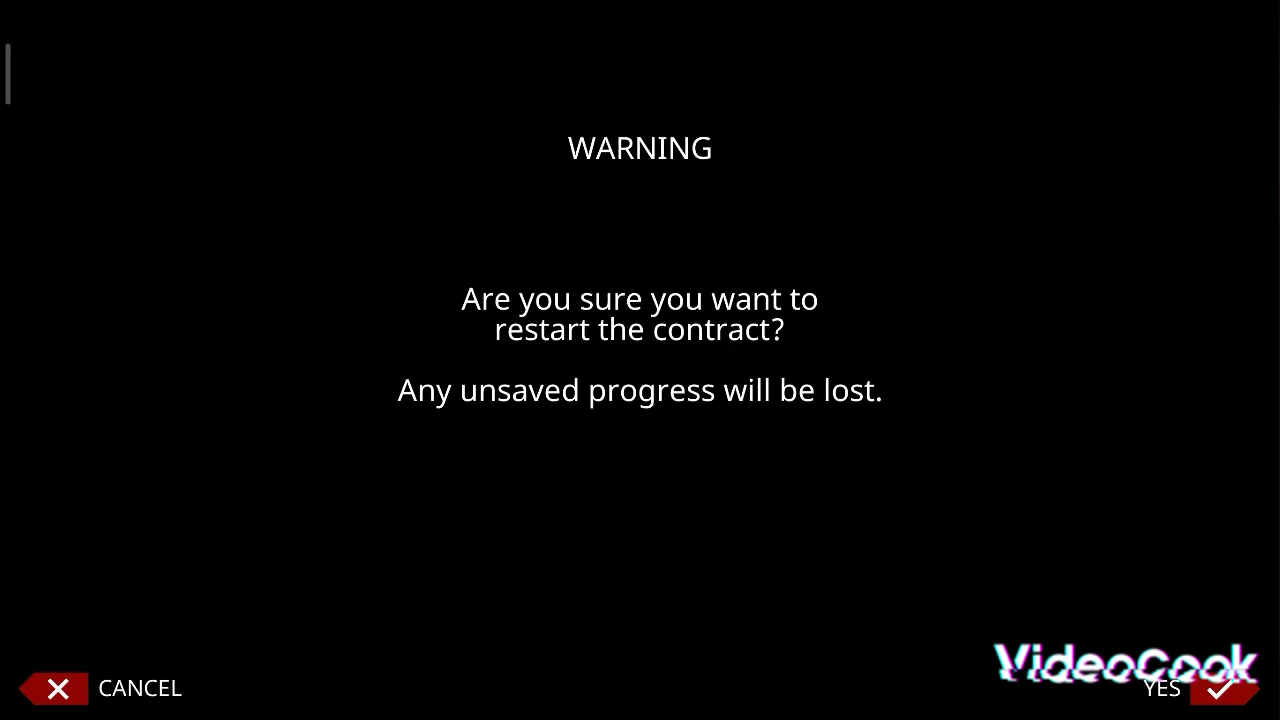 WARNING
Are you sure you want to
restart the contract?
Any unsaved progress will be lost.
VideoCook
CANCEL
YES